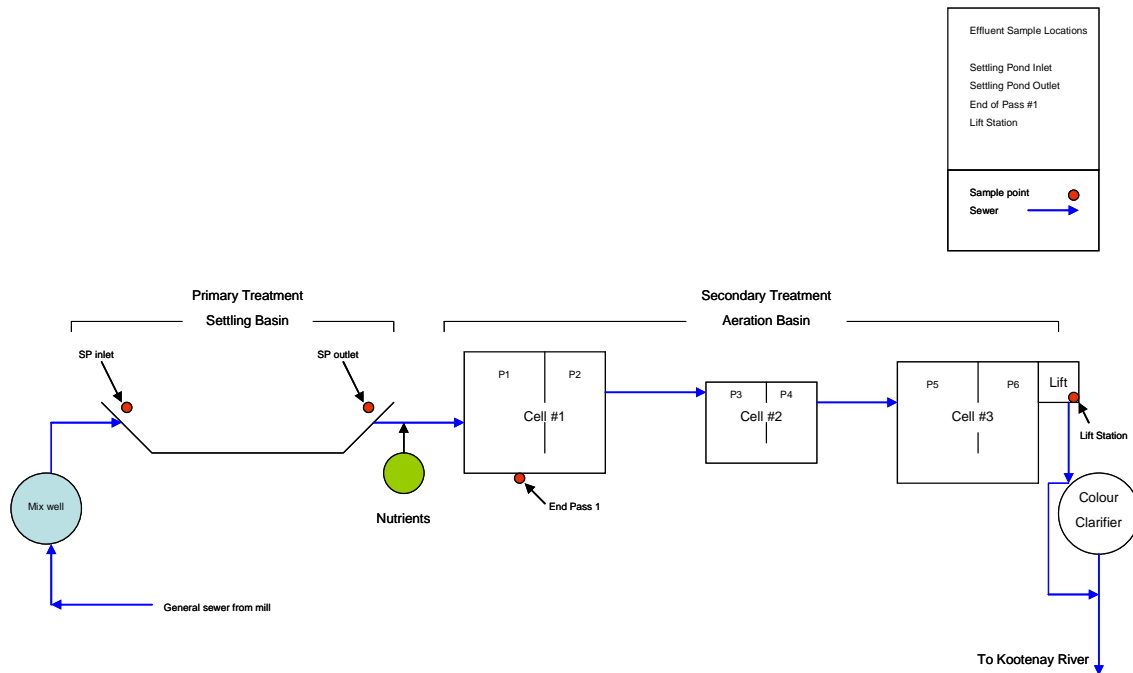 Effluent Sample Locations
Settling Pond Inlet
Settling Pond Outlet
End of Pass #1
Lift Station
Sample point
Sewer
Primary Treatment
Settling Basin
Secondary Treatment
Aeration Basin
SP inlet
SP outlet
P1
P2
Cell #1
P3
P4
Cell #2
P5
P6
Cell #3
Lift
Lift Station
End Pass 1
Mix well
Nutrients
Colour
Clarifier
General sewer from mill
To Kootenay River